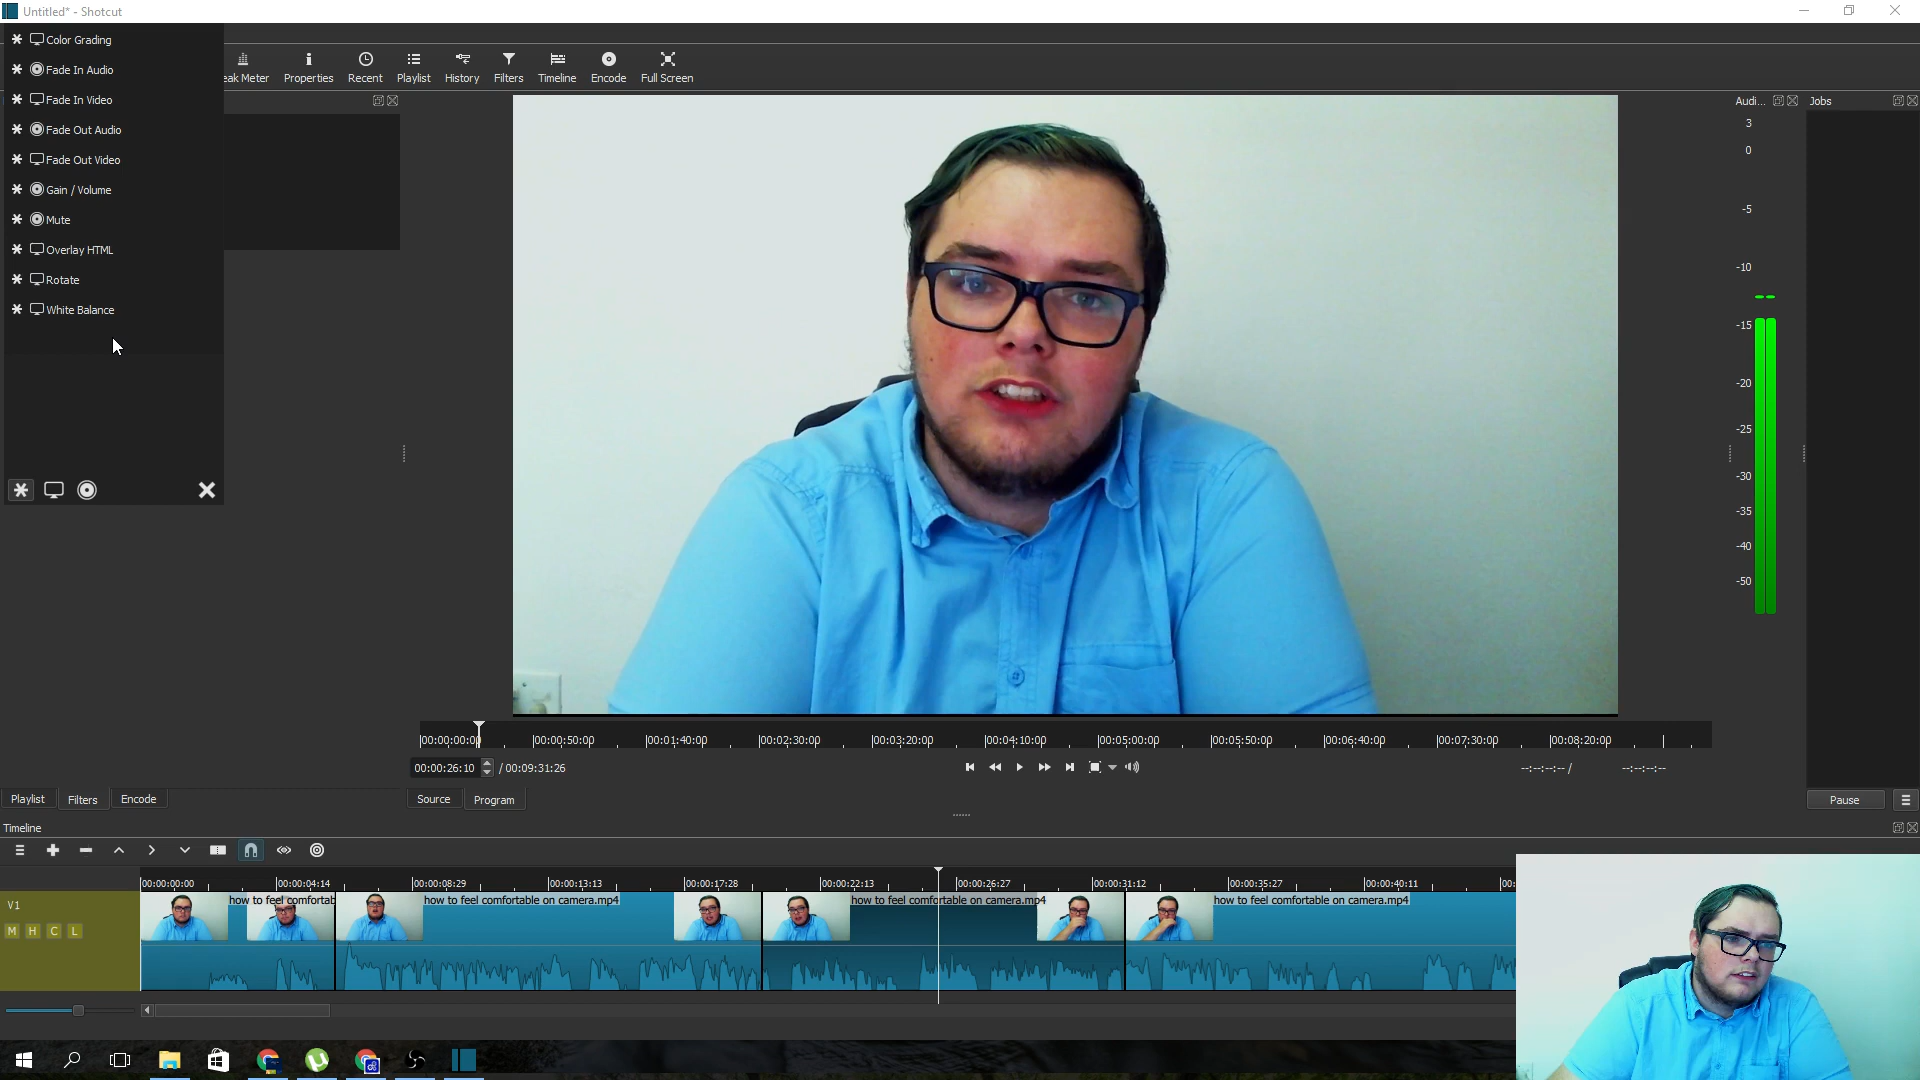 Untitled* - Shotcut
Color Grading
Fade In Audio
Fade In Video
Fade Out Audio
Fade Out Video
Gain / Volume
Mute
Overlay HTML
Rotate
White Balance
eak Meter
Properties
Recent
Playlist
History
Filters
Timeline
Encode
Full Screen
Audi...
Jobs
3
0
-5
-10
-15
-20
-25
-30
-35
-40
-50
00:00:00:00
00:00:50:00
00:01:40:00
00:02:30:00
00:03:20:00
00:04:10:00
00:05:00:00
00:05:50:00
00:06:40:00
00:07:30:00
00:08:20:00
00:00:26:10
/ 00:09:31:26
--:--:--:-- /
--:--:--:--
Playlist
Filters
Encode
Source
Program
Pause
Timeline
00:00:00:00
00:00:04:14
00:00:08:29
00:00:13:13
00:00:17:28
00:00:22:13
00:00:26:27
00:00:31:12
00:00:35:27
00:00:40:11
00:
V1
M H C L
how to feel comfortab
how to feel comfortable on camera.mp4
how to feel comfortable on camera.mp4
how to feel comfortable on camera.mp4